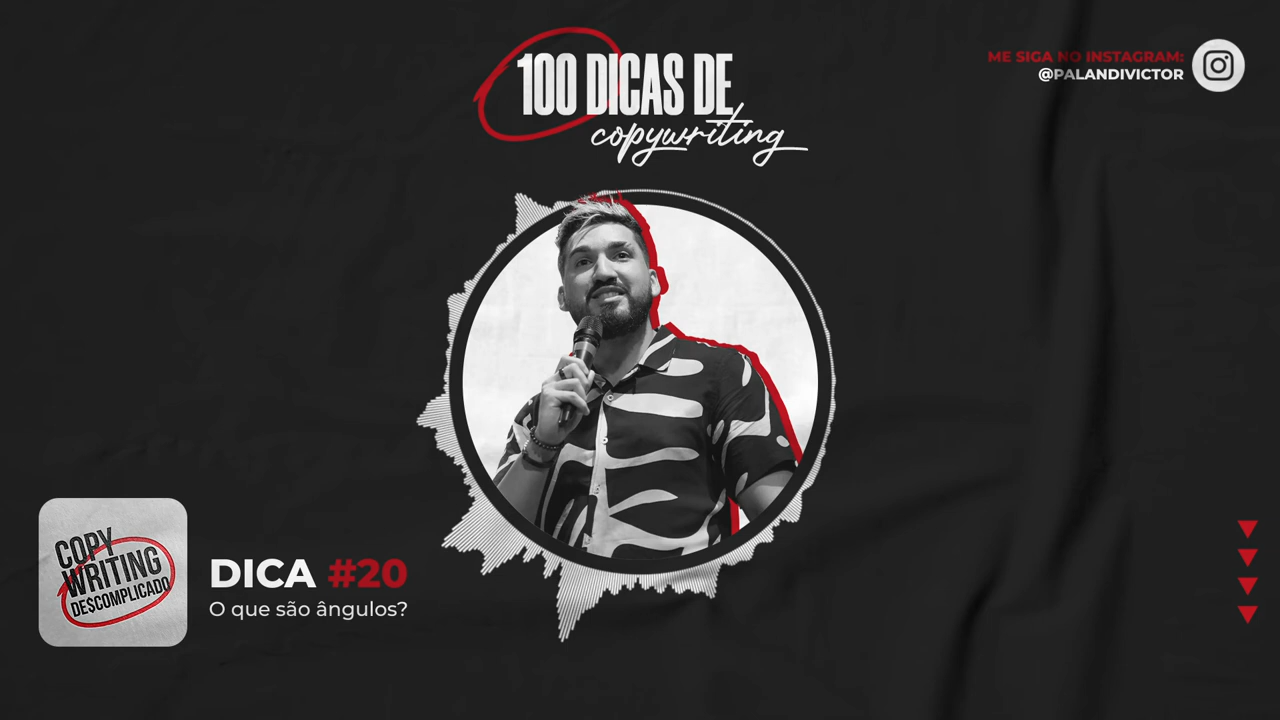 100 DICAS DE
copywriting
ME SIGA NO INSTAGRAM:
@PALANDIVICTOR
COPY
WRITING
DESCOMPLICADO
DICA #20
O que são ângulos?